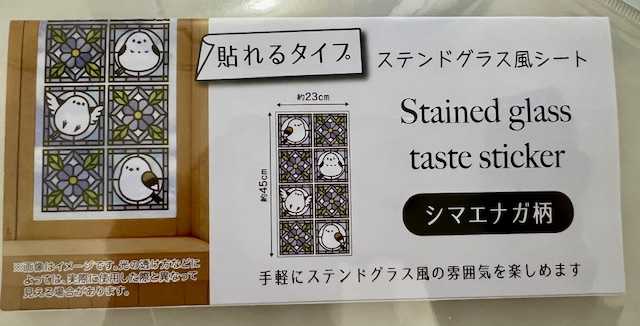 貼れるタイプ
ステンドグラス風シート
約23cm
約45cm
Stained glass
taste sticker
シマエナガ柄
手軽にステンドグラス風の雰囲気を楽しめます
※画像はイメージです。光の透け方などに
よっては、実際に使用した際と異なって
見える場合があります。